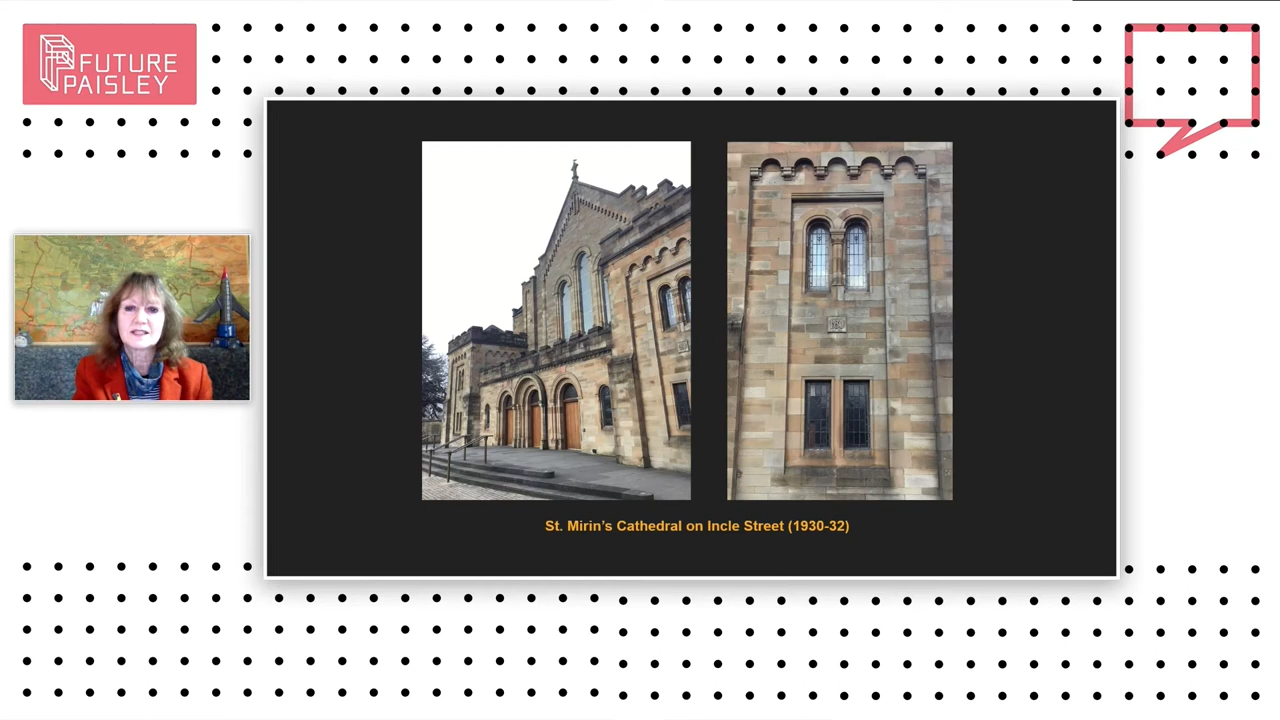 FUTURE
PAISLEY
St. Mirin's Cathedral on Incle Street (1930-32)